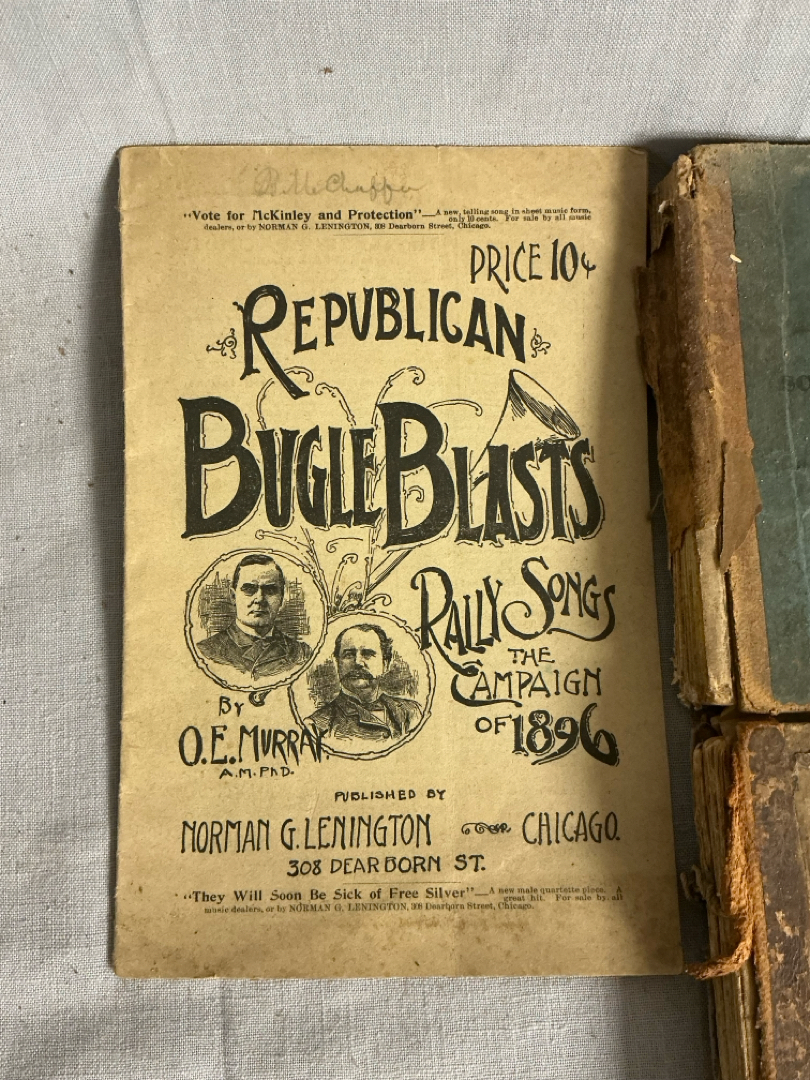 "Vote for McKinley and Protection"—A new, telling song in sheet music form,
only 10 cents. For sale by all music
dealers, or by NORMAN G. LENINGTON, 308 Dearborn Street, Chicago.
PRICE 10¢
REPUBLICAN
BUGLE BLASTS
RALLY SONGS
THE
CAMPAIGN
OF 1896
BY
O.E. MURRAY.
A.M. PhD.
PUBLISHED BY
NORMAN G. LENINGTON CHICAGO.
308 DEARBORN ST.
"They Will Soon Be Sick of Free Silver"—A new male quartette piece. A
great hit. For sale by all
music dealers, or by NORMAN G. LENINGTON, 308 Dearborn Street, Chicago.